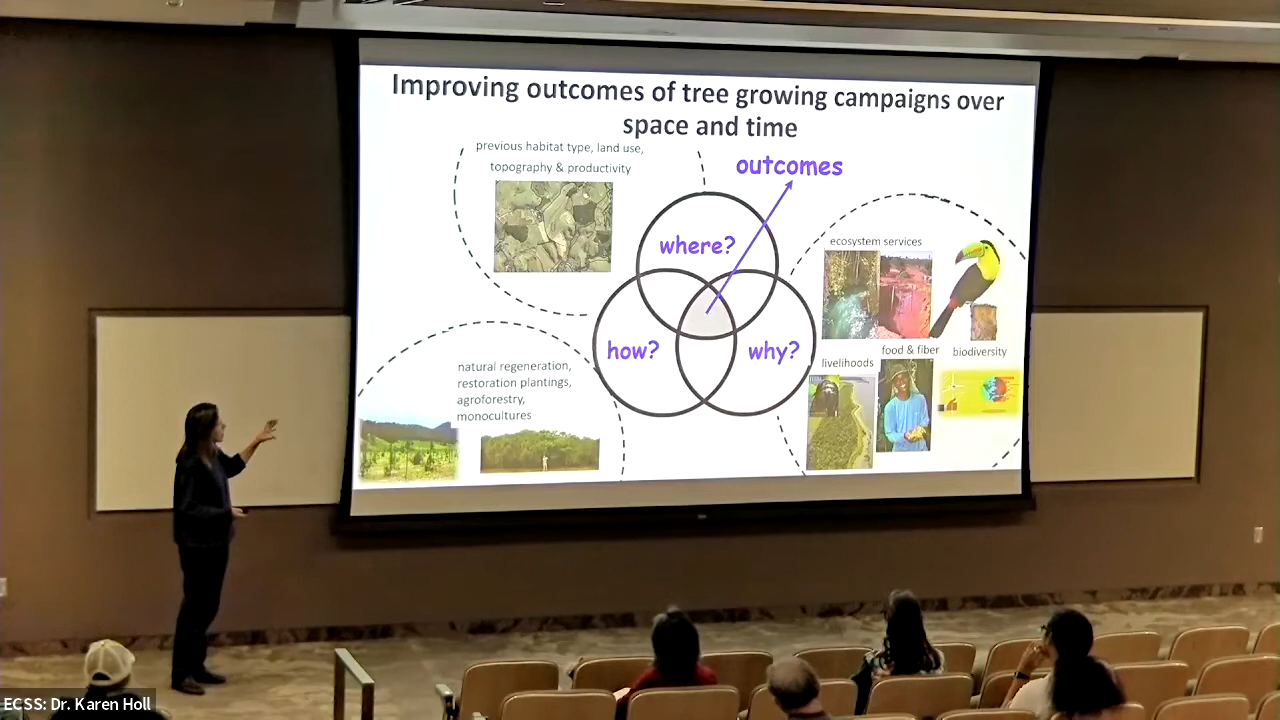 Improving outcomes of tree growing campaigns over
space and time
previous habitat type, land use,
topography & productivity
outcomes
where?
ecosystem services
how?
why?
food & fiber
biodiversity
livelihoods
natural regeneration,
restoration plantings,
agroforestry,
monocultures
ECSS: Dr. Karen Holl